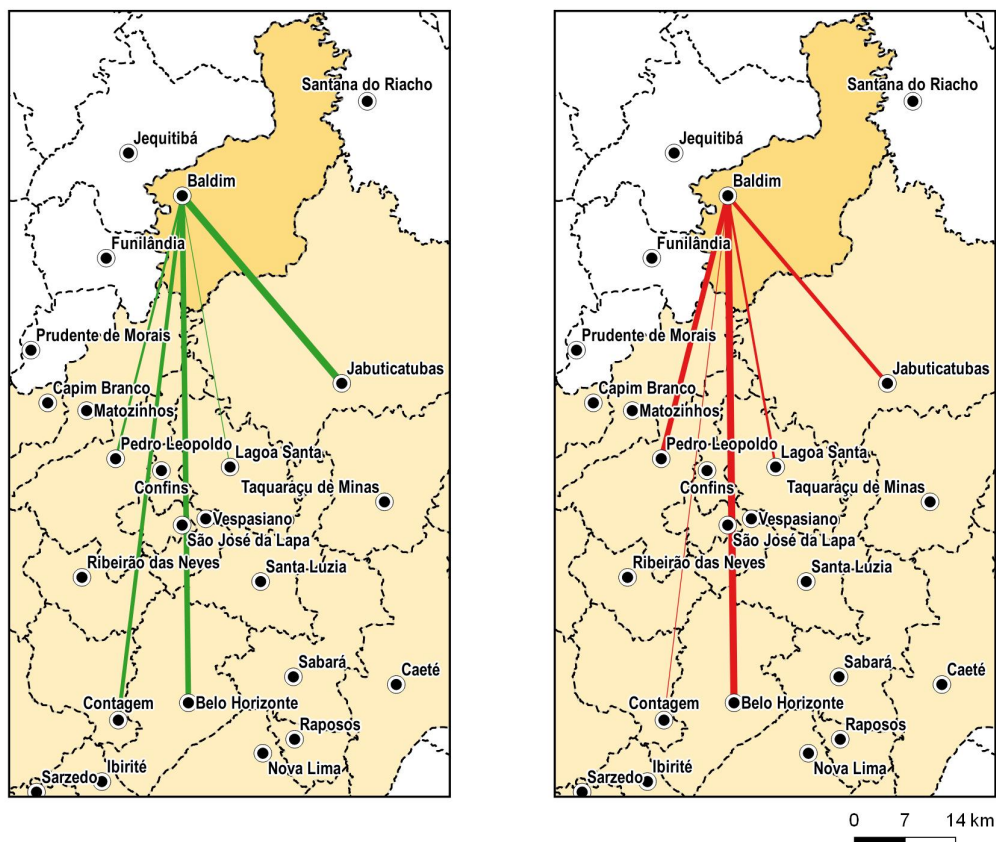 Santana do Riacho
Jequitibá
Baldim
Funilândia
Prudente de Morais
Jabuticatubas
Capim Branco
Matozinhos
Pedro Leopoldo
Lagoa Santa
Confins
Taquaraçu de Minas
Vespasiano
São José da Lapa
Ribeirão das Neves
Santa Lúzia
Sabará
Caeté
Contagem
Belo Horizonte
Raposos
Nova Lima
Ibirité
Sarzedo
Santana do Riacho
Jequitibá
Baldim
Funilândia
Prudente de Morais
Jabuticatubas
Capim Branco
Matozinhos
Pedro Leopoldo
Lagoa Santa
Confins
Taquaraçu de Minas
Vespasiano
São José da Lapa
Ribeirão das Neves
Santa Lúzia
Sabará
Caeté
Contagem
Belo Horizonte
Raposos
Nova Lima
Ibirité
Sarzedo
0 7 14 km